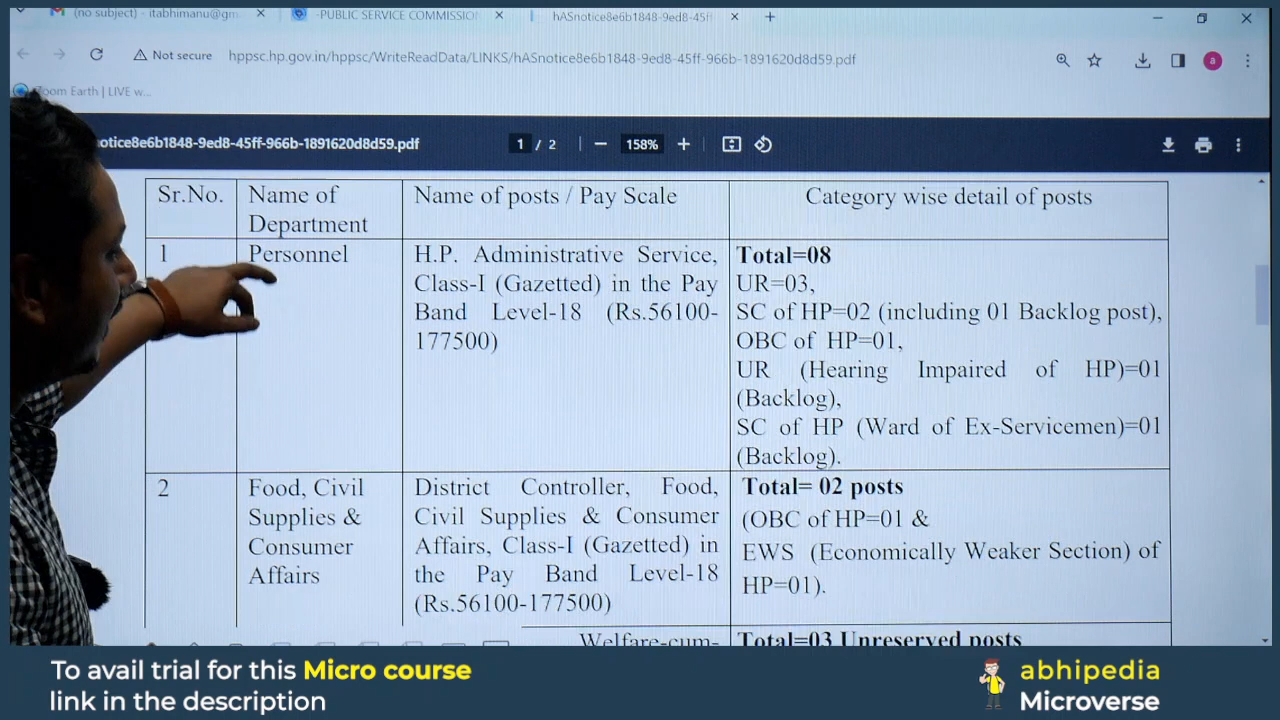 (no subject) - itabhimanu@gm
-PUBLIC SERVICE COMMISSION
hASnotice8e6b1848-9ed8-45ff
Not secure
hppsc.hp.gov.in/hppsc/WriteReadData/LINKS/hASnotice8e6b1848-9ed8-45ff-966b-1891620d8d59.pdf
a
oom Earth | LIVE w...
otice8e6b1848-9ed8-45ff-966b-1891620d8d59.pdf
1 / 2
158%
Sr.No.
Name of
Department
Name of posts / Pay Scale
Category wise detail of posts
1
Personnel
H.P. Administrative Service,
Class-I (Gazetted) in the Pay
Band Level-18 (Rs.56100-
177500)
Total=08
UR=03,
SC of HP=02 (including 01 Backlog post),
OBC of HP=01,
UR (Hearing Impaired of HP)=01
(Backlog),
SC of HP (Ward of Ex-Servicemen)=01
(Backlog).
2
Food, Civil
Supplies &
Consumer
Affairs
District Controller, Food,
Civil Supplies & Consumer
Affairs, Class-I (Gazetted) in
the Pay Band Level-18
(Rs.56100-177500)
Total= 02 posts
(OBC of HP=01 &
EWS (Economically Weaker Section) of
HP=01).
Welfare-cum-
Total=03 Unreserved posts
To avail trial for this Micro course
link in the description
abhipedia
Microverse